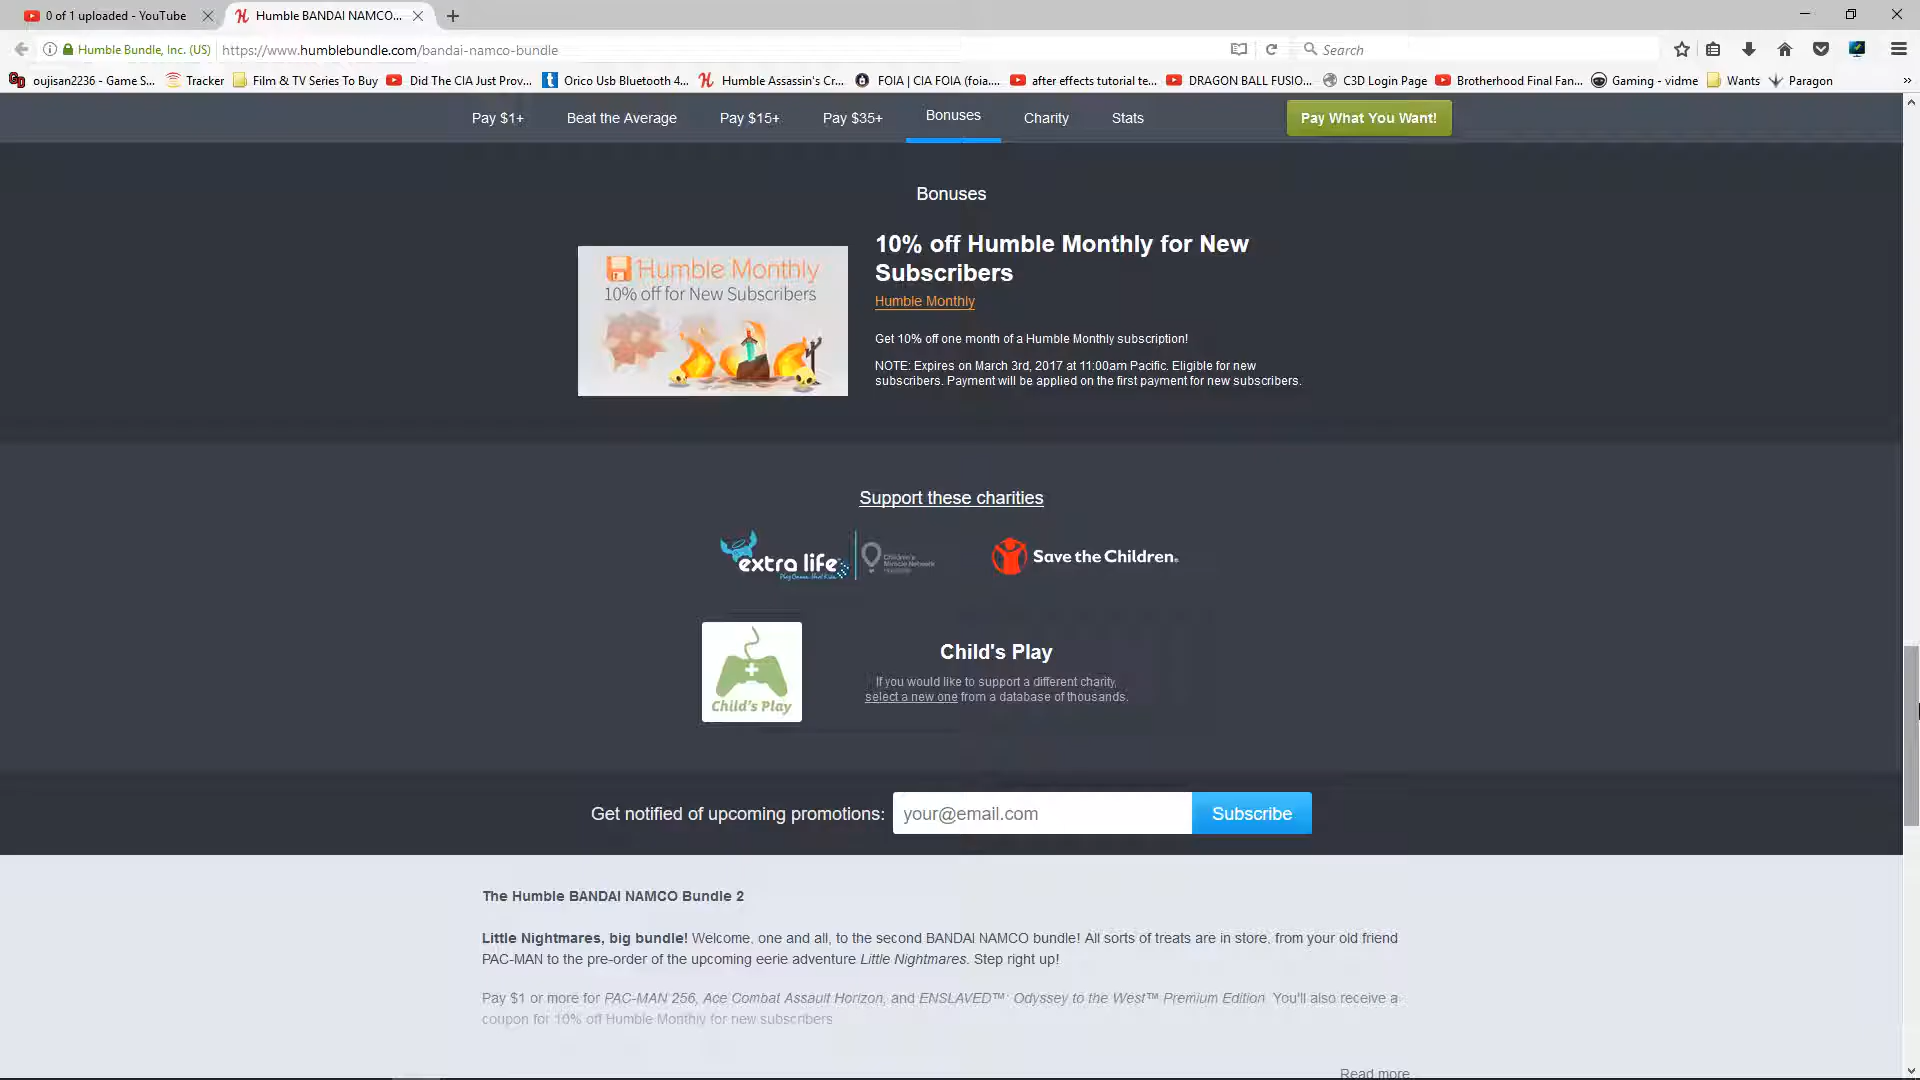 0 of 1 uploaded - YouTube
Humble BANDAI NAMCO...
Humble Bundle, Inc. (US)
https://www.humblebundle.com/bandai-namco-bundle
Search
oujisan2236 - Game S...
Tracker
Film & TV Series To Buy
Did The CIA Just Prov...
Orico Usb Bluetooth 4...
Humble Assassin's Cr...
FOIA | CIA FOIA (foia....
after effects tutorial te...
DRAGON BALL FUSIO...
C3D Login Page
Brotherhood Final Fan...
Gaming - vidme
Wants
Paragon
Pay $1+
Beat the Average
Pay $15+
Pay $35+
Bonuses
Charity
Stats
Pay What You Want!
Bonuses
Humble Monthly
10% off for New Subscribers
10% off Humble Monthly for New
Subscribers
Humble Monthly
Get 10% off one month of a Humble Monthly subscription!
NOTE: Expires on March 3rd, 2017 at 11:00am Pacific. Eligible for new
subscribers. Payment will be applied on the first payment for new subscribers.
Support these charities
extra life
Children's
Miracle Network
Save the Children.
Child's Play
Child's Play
If you would like to support a different charity,
select a new one from a database of thousands.
Get notified of upcoming promotions:
your@email.com
Subscribe
The Humble BANDAI NAMCO Bundle 2
Little Nightmares, big bundle! Welcome, one and all, to the second BANDAI NAMCO bundle! All sorts of treats are in store, from your old friend
PAC-MAN to the pre-order of the upcoming eerie adventure Little Nightmares. Step right up!
Pay $1 or more for PAC-MAN 256, Ace Combat Assault Horizon, and ENSLAVED™: Odyssey to the West™ Premium Edition. You'll also receive a
coupon for 10% off Humble Monthly for new subscribers
Read more